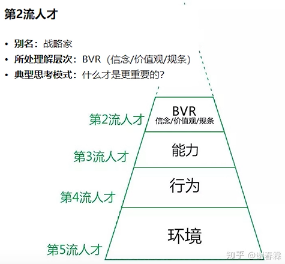 第2流人才
别名：战略家
所处理解层次：BVR（信念/价值观/规条）
典型思考模式：什么才是更重要的？
第2流人才
BVR
信念/价值观/规条
第3流人才
能力
第4流人才
行为
第5流人才
环境
知乎